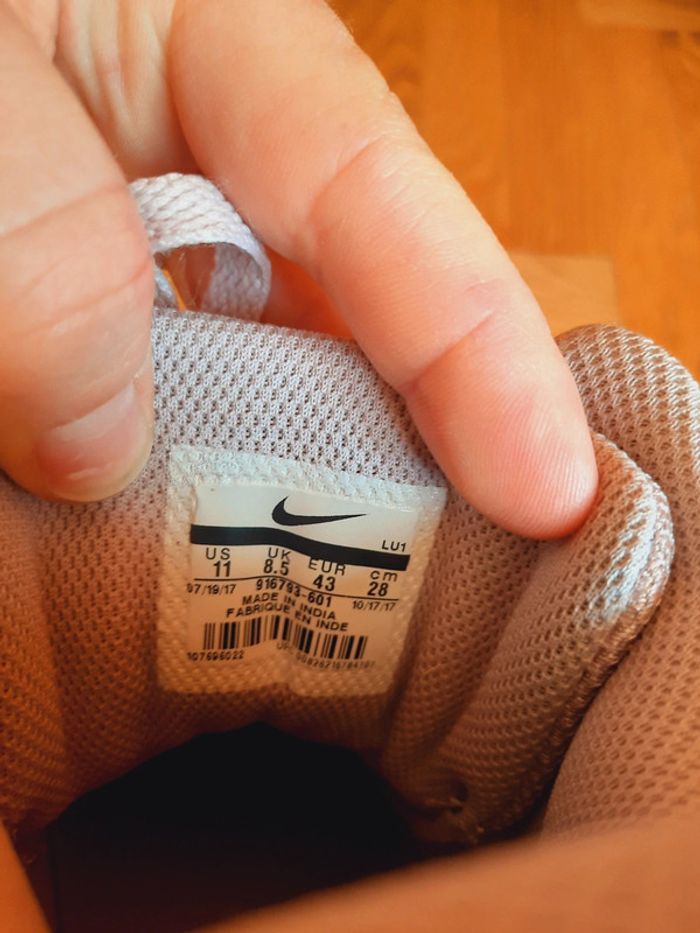 LU1
US UK EUR cm
11 8.5 43 28
07/19/17 916793-601 10/17/17
MADE IN INDIA
FABRIQUE EN INDE
107696022